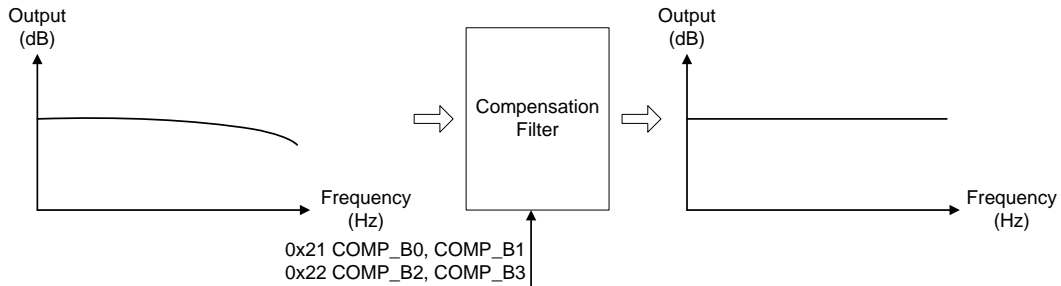 Output
(dB)
Frequency
(Hz)
Compensation
Filter
0x21 COMP_B0, COMP_B1
0x22 COMP_B2, COMP_B3
Output
(dB)
Frequency
(Hz)